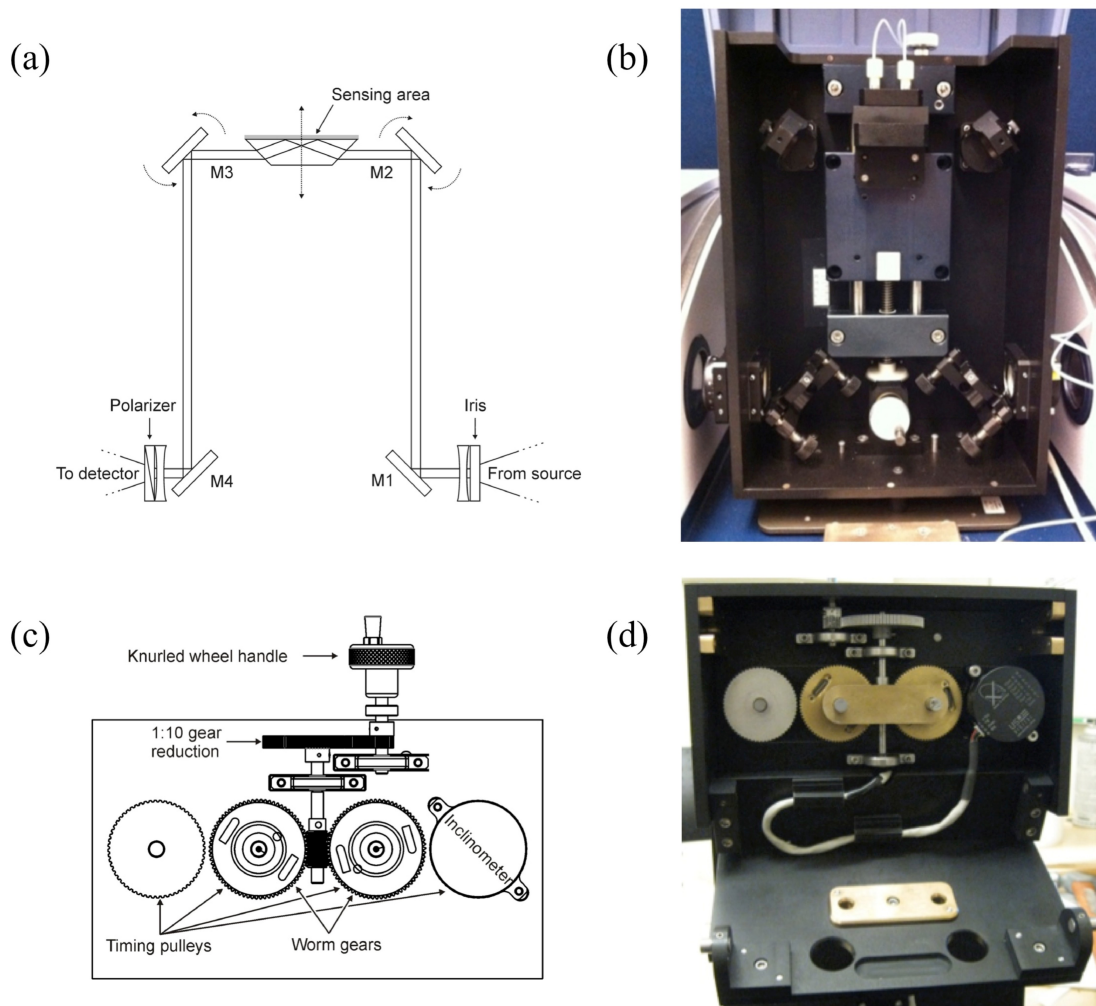 (a)
Sensing area
M3
M2
Polarizer
Iris
To detector
M4
M1
From source
(b)
(c)
Knurled wheel handle
1:10 gear
reduction
Inclinometer
Timing pulleys
Worm gears
(d)